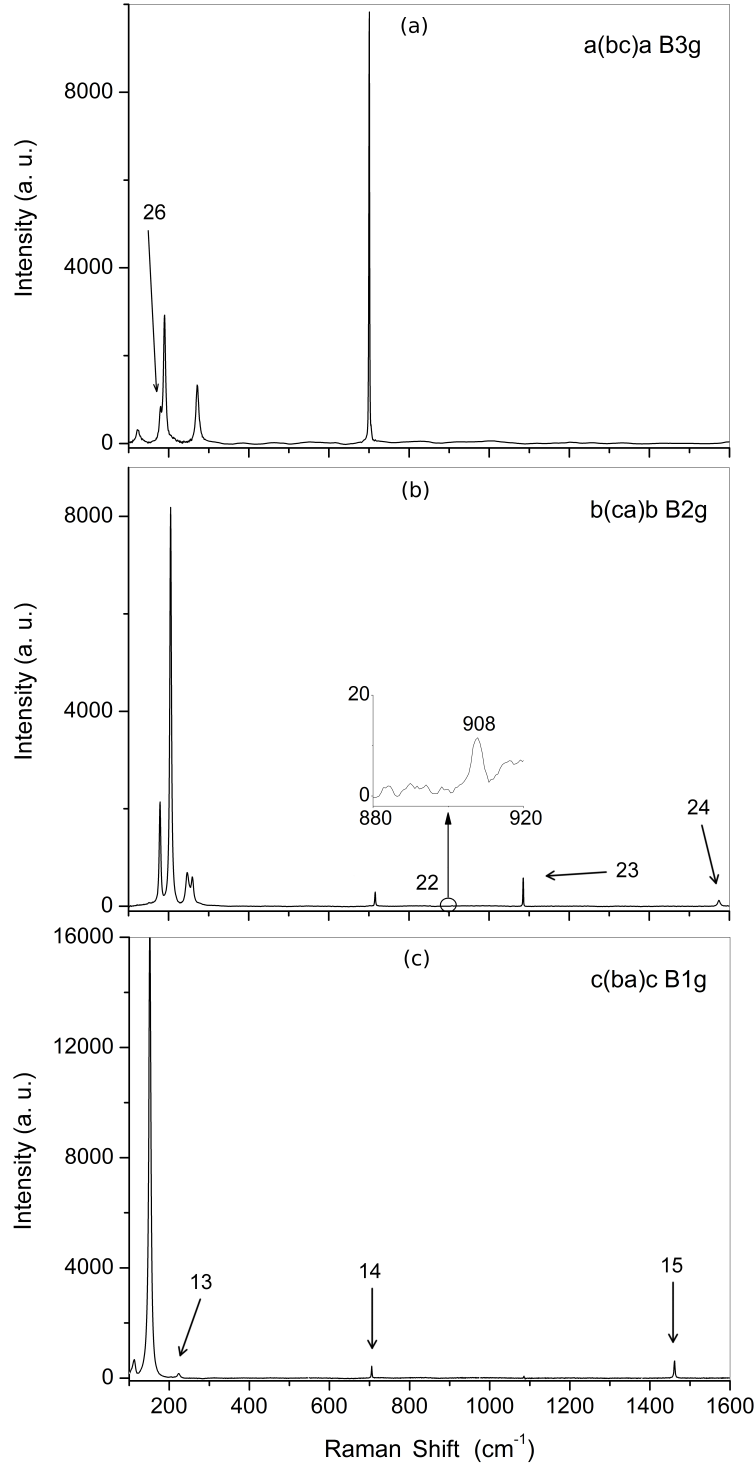 (a)
a(bc)a B3g
8000
4000
0
Intensity (a. u.)
26
(b)
b(ca)b B2g
8000
4000
0
Intensity (a. u.)
20
0
880
920
908
22
23
24
(c)
c(ba)c B1g
16000
12000
8000
4000
0
Intensity (a. u.)
13
14
15
200 400 600 800 1000 1200 1400 1600
Raman Shift (cm⁻¹)